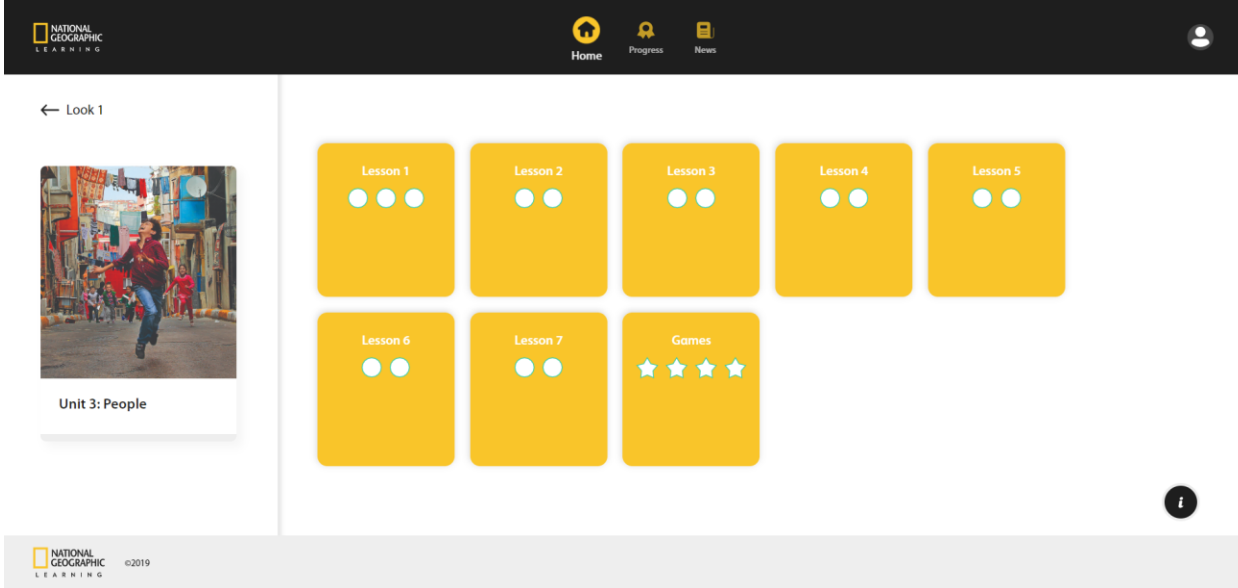 NATIONAL
GEOGRAPHIC
LEARNING
Home
Progress
News
Look 1
Unit 3: People
Lesson 1
Lesson 2
Lesson 3
Lesson 4
Lesson 5
Lesson 6
Lesson 7
Games
i
NATIONAL
GEOGRAPHIC
LEARNING
©2019